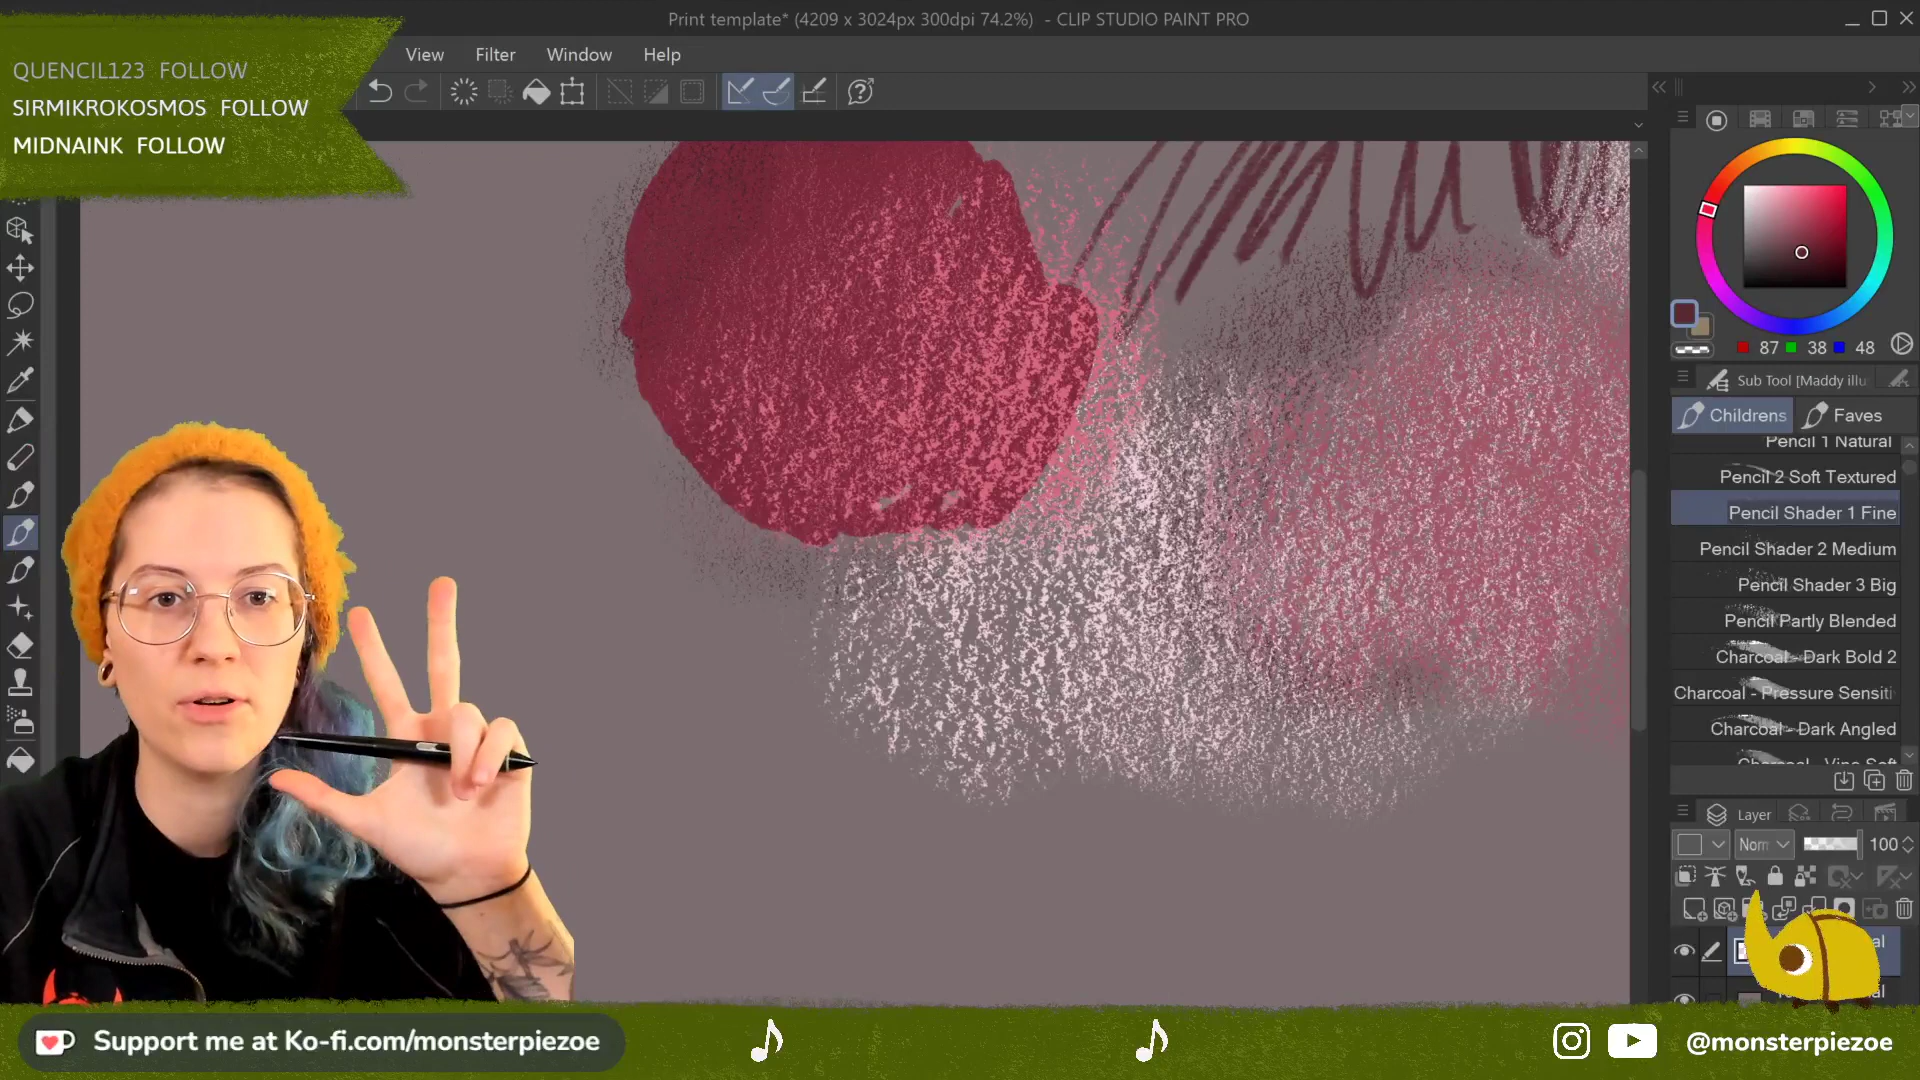 Print template* (4209 x 3024px 300dpi 74.2%) - CLIP STUDIO PAINT PRO
View Filter Window Help
QUENCIL123 FOLLOW
SIRMIKROKOSMOS FOLLOW
MIDNAINK FOLLOW
87 38 48
Sub Tool [Maddy illu
Childrens Faves
Pencil 1 Natural
Pencil 2 Soft Textured
Pencil Shader 1 Fine
Pencil Shader 2 Medium
Pencil Shader 3 Big
Pencil Partly Blended
Charcoal - Dark Bold 2
Charcoal - Pressure Sensiti
Charcoal - Dark Angled
Layer
Norm 100
al
al
Support me at Ko-fi.com/monsterpiezoe
@monsterpiezoe